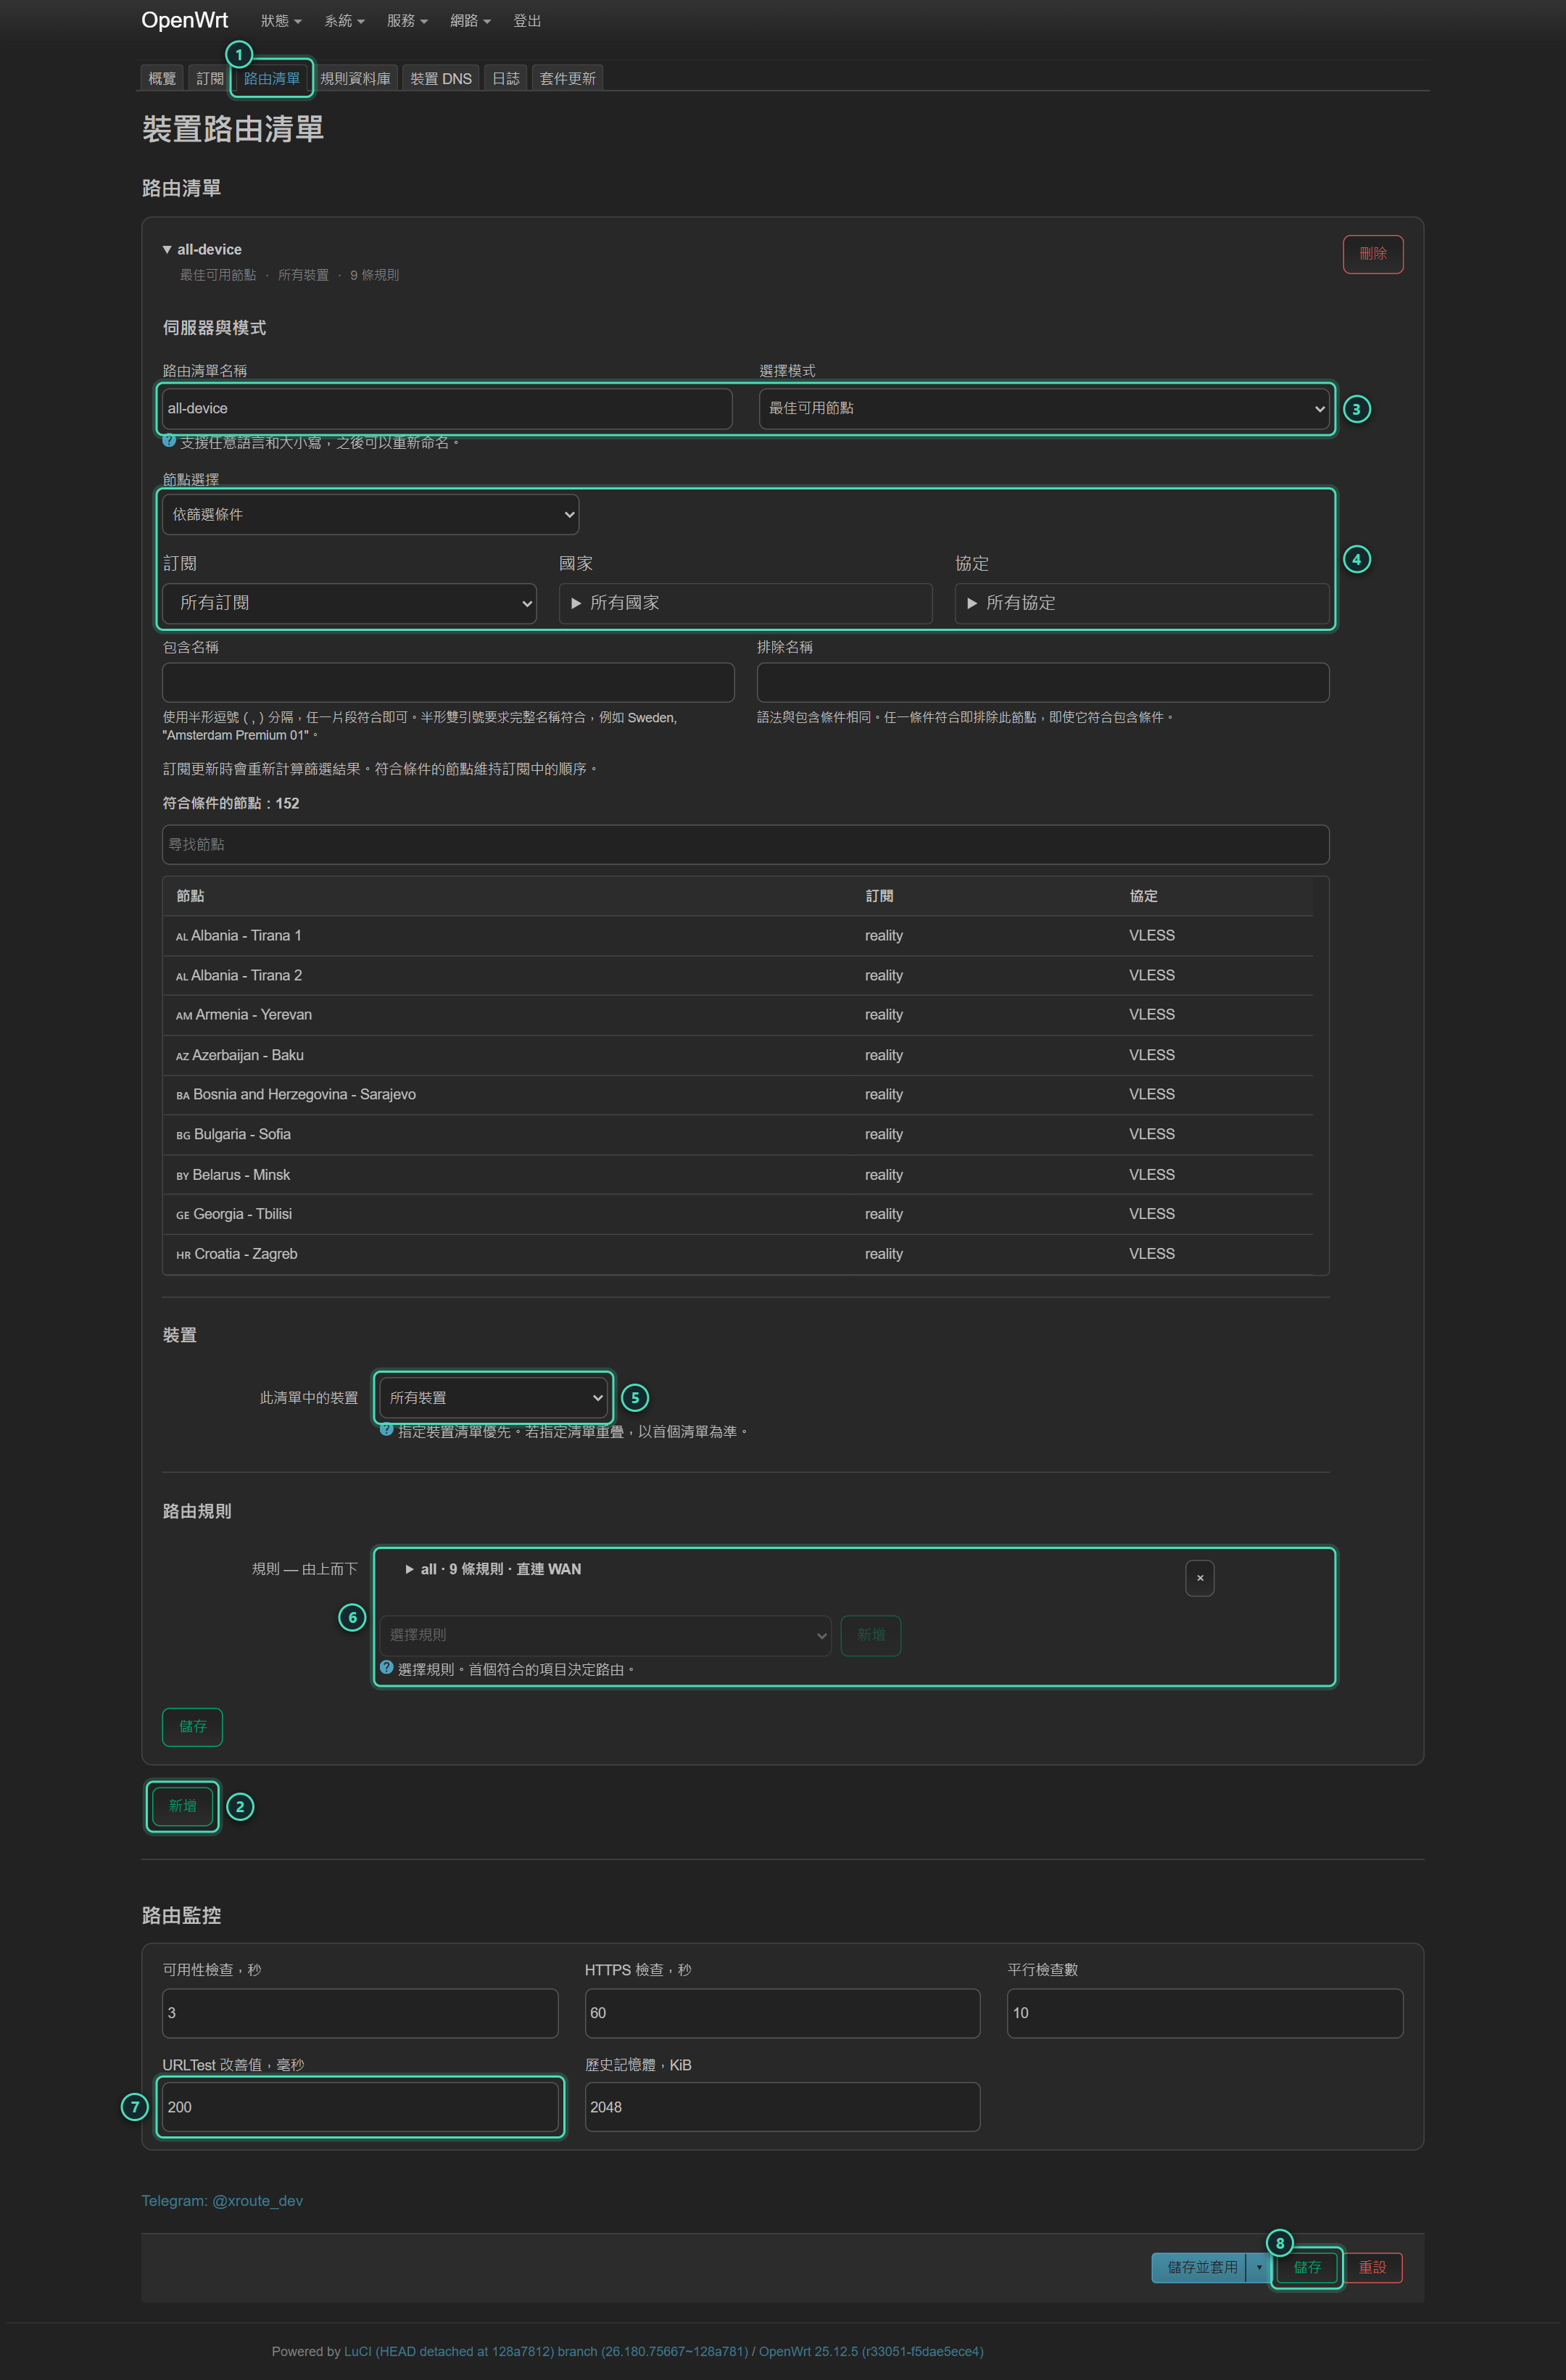 OpenWrt 狀態 系統 服務 網路 登出
1
概覽 訂閱 路由清單 規則資料庫 裝置 DNS 日誌 套件更新
裝置路由清單
路由清單
▼ all-device
刪除
最佳可用節點 · 所有裝置 · 9 條規則
伺服器與模式
路由清單名稱 選擇模式
all-device 最佳可用節點 3
? 支援任意語言和大小寫，之後可以重新命名。
節點選擇
依篩選條件
4
訂閱 國家 協定
所有訂閱 ▶ 所有國家 ▶ 所有協定
包含名稱 排除名稱
使用半形逗號 ( , ) 分隔，任一片段符合即可。半形雙引號要求完整名稱符合，例如 Sweden,
"Amsterdam Premium 01"。
語法與包含條件相同。任一條件符合即排除此節點，即使它符合包含條件。
訂閱更新時會重新計算篩選結果。符合條件的節點維持訂閱中的順序。
符合條件的節點：152
尋找節點
節點 訂閱 協定
AL Albania - Tirana 1 reality VLESS
AL Albania - Tirana 2 reality VLESS
AM Armenia - Yerevan reality VLESS
AZ Azerbaijan - Baku reality VLESS
BA Bosnia and Herzegovina - Sarajevo reality VLESS
BG Bulgaria - Sofia reality VLESS
BY Belarus - Minsk reality VLESS
GE Georgia - Tbilisi reality VLESS
HR Croatia - Zagreb reality VLESS
裝置
此清單中的裝置 所有裝置 5
? 指定裝置清單優先。若指定清單重疊，以首個清單為準。
路由規則
規則 — 由上而下 ▶ all · 9 條規則 · 直連 WAN ×
6
選擇規則 新增
? 選擇規則。首個符合的項目決定路由。
儲存
新增 2
路由監控
可用性檢查，秒 HTTPS 檢查，秒 平行檢查數
3 60 10
URLTest 改善值，毫秒 歷史記憶體，KiB
7 200 2048
Telegram: @xroute_dev
8
儲存並套用 ▾ 儲存 重設
Powered by LuCI (HEAD detached at 128a7812) branch (26.180.75667~128a781) / OpenWrt 25.12.5 (r33051-f5dae5ece4)